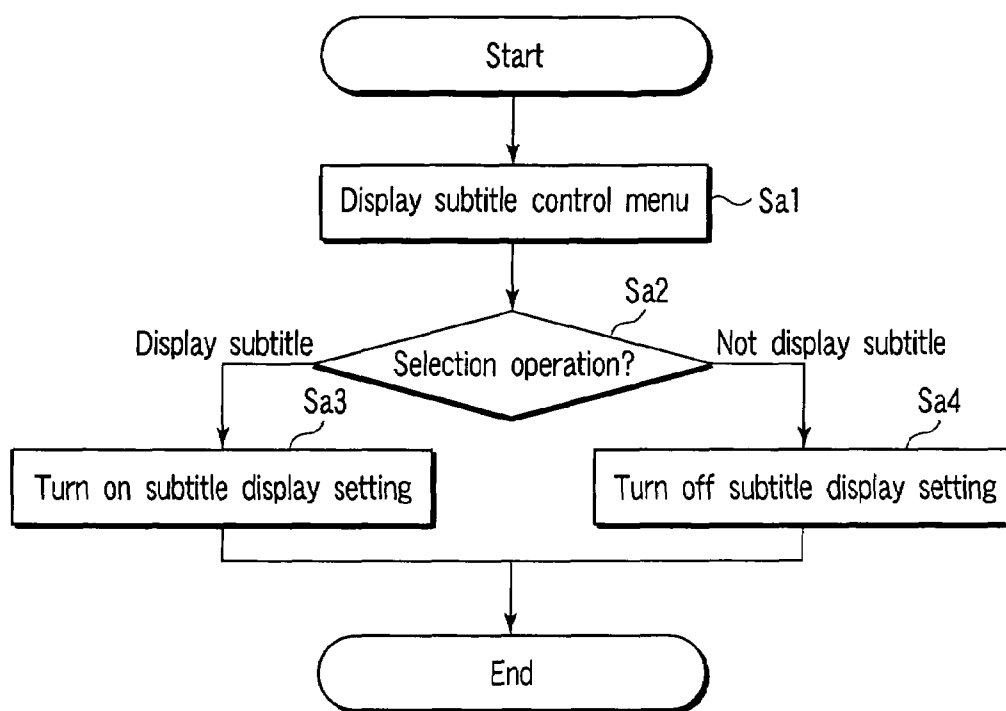 Start
Display subtitle control menu
Sa1
Sa2
Display subtitle
Selection operation?
Not display subtitle
Sa3
Sa4
Turn on subtitle display setting
Turn off subtitle display setting
End